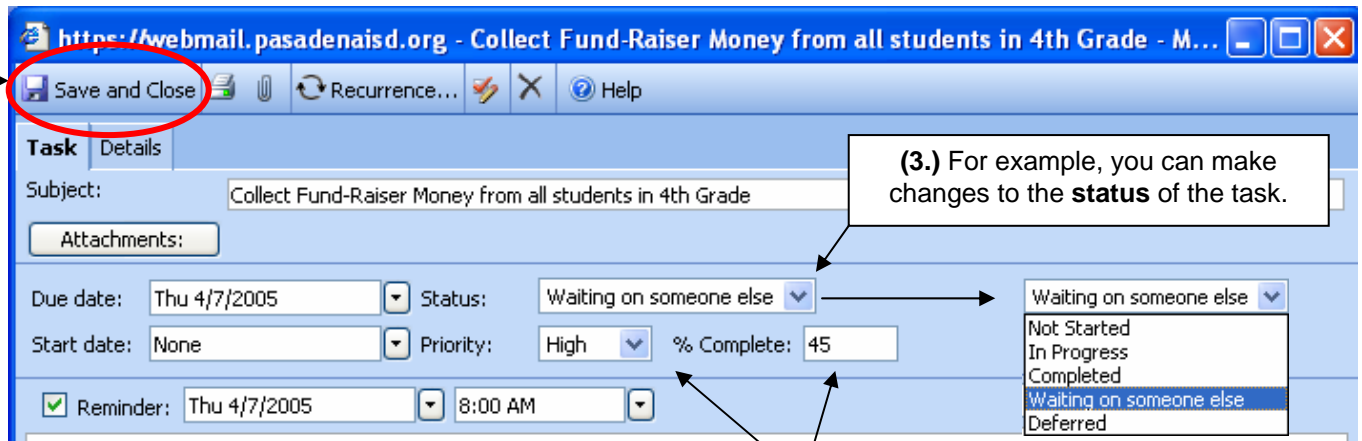 https://webmail.pasadenaisd.org - Collect Fund-Raiser Money from all students in 4th Grade - M...
Save and Close Recurrence... Help
Task Details
(3.) For example, you can make
changes to the status of the task.
Subject: Collect Fund-Raiser Money from all students in 4th Grade
Attachments:
Due date: Thu 4/7/2005 Status: Waiting on someone else Waiting on someone else
Start date: None Priority: High % Complete: 45
Not Started
In Progress
Completed
Waiting on someone else
Deferred
Reminder: Thu 4/7/2005 8:00 AM